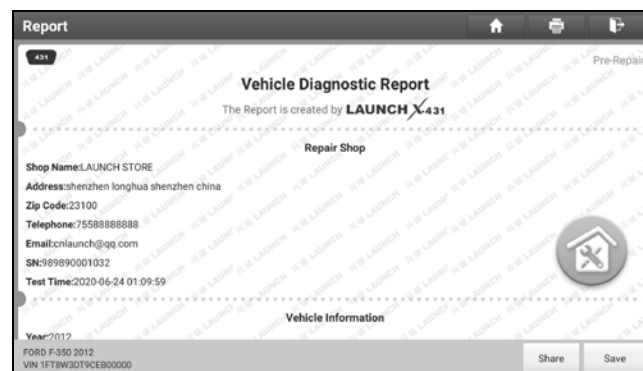 Report
431
Pre-Repair
Vehicle Diagnostic Report
The Report is created by LAUNCH X-431
Repair Shop
Shop Name:LAUNCH STORE
Address:shenzhen longhua shenzhen china
Zip Code:23100
Telephone:75588888888
Email:cnlaunch@qq.com
SN:989890001032
Test Time:2020-06-24 01:09:59
Vehicle Information
Year:2012
FORD F-350 2012
VIN 1FT8W3DT9CEB00000
Share
Save